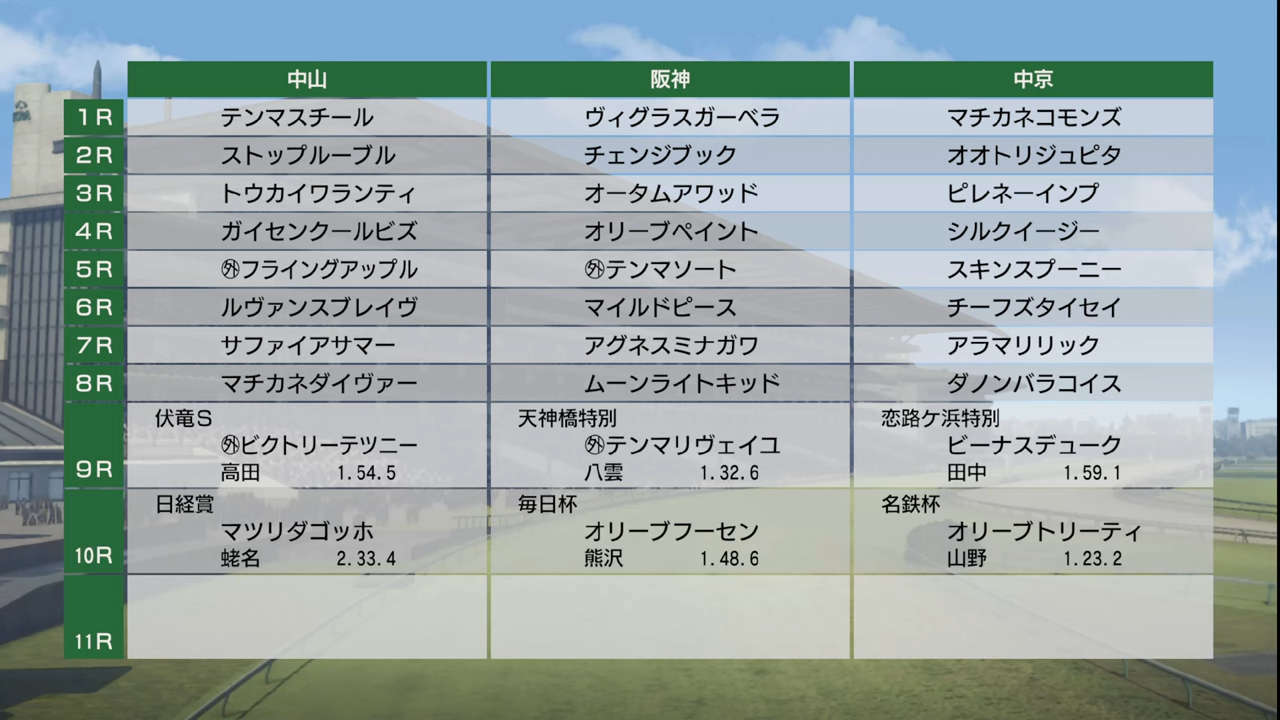 中山 阪神 中京
1R テンマスチール ヴィグラスガーベラ マチカネコモンズ
2R ストップルーブル チェンジブック オオトリジュピタ
3R トウカイワランティ オータムアワッド ピレネーインプ
4R ガイセンクールビズ オリーブペイント シルクイージー
5R ㊕フライングアップル ㊕テンマソート スキンスプーニー
6R ルヴァンスブレイヴ マイルドピース チーフズタイセイ
7R サファイアサマー アグネスミナガワ アラマリリック
8R マチカネダイヴァー ムーンライトキッド ダノンバラコイス
伏竜S 天神橋特別 恋路ケ浜特別
外ビクトリーテツニー 外テンマリヴェイユ ビーナスデューク
9R 高田 1.54.5 八雲 1.32.6 田中 1.59.1
日経賞 毎日杯 名鉄杯
マツリダゴッホ オリーブフーセン オリーブトリーティ
10R 蛯名 2.33.4 熊沢 1.48.6 山野 1.23.2
11R